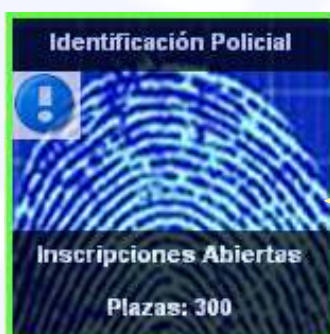 Identificación Policial
Inscripciones Abiertas
Plazas: 300